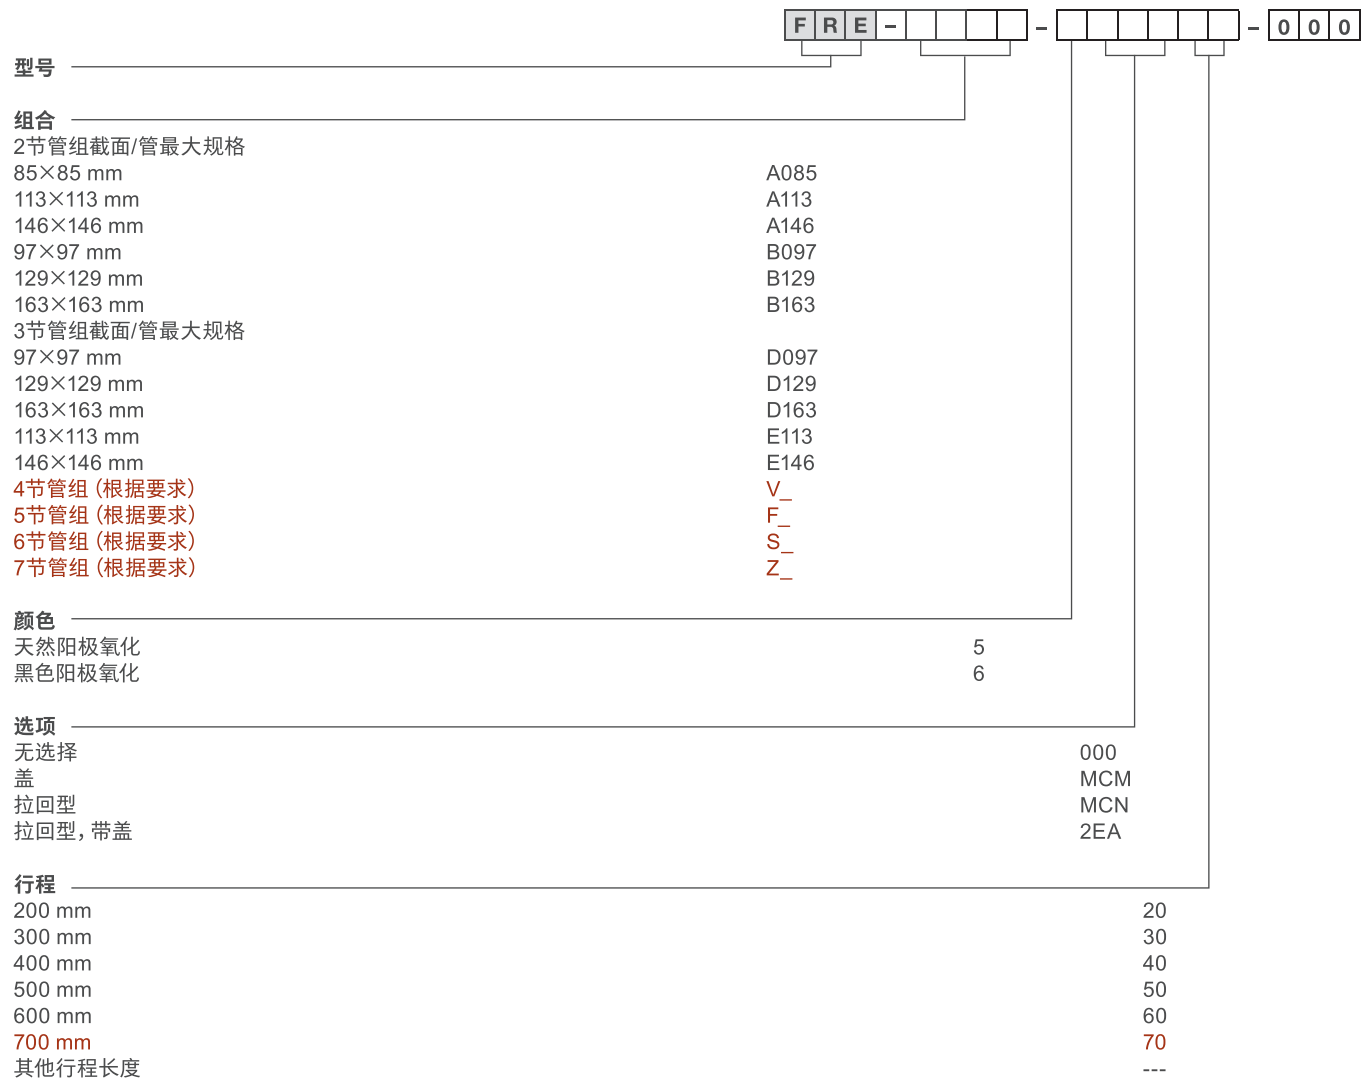 FRE- - -000
型号
组合
2节管组截面/管最大规格
85×85 mm A085
113×113 mm A113
146×146 mm A146
97×97 mm B097
129×129 mm B129
163×163 mm B163
3节管组截面/管最大规格
97×97 mm D097
129×129 mm D129
163×163 mm D163
113×113 mm E113
146×146 mm E146
4节管组（根据要求） V_
5节管组（根据要求） F_
6节管组（根据要求） S_
7节管组（根据要求） Z_
颜色
天然阳极氧化 5
黑色阳极氧化 6
选项
无选择 000
盖 MCM
拉回型 MCN
拉回型，带盖 2EA
行程
200 mm 20
300 mm 30
400 mm 40
500 mm 50
600 mm 60
700 mm 70
其他行程长度 ---